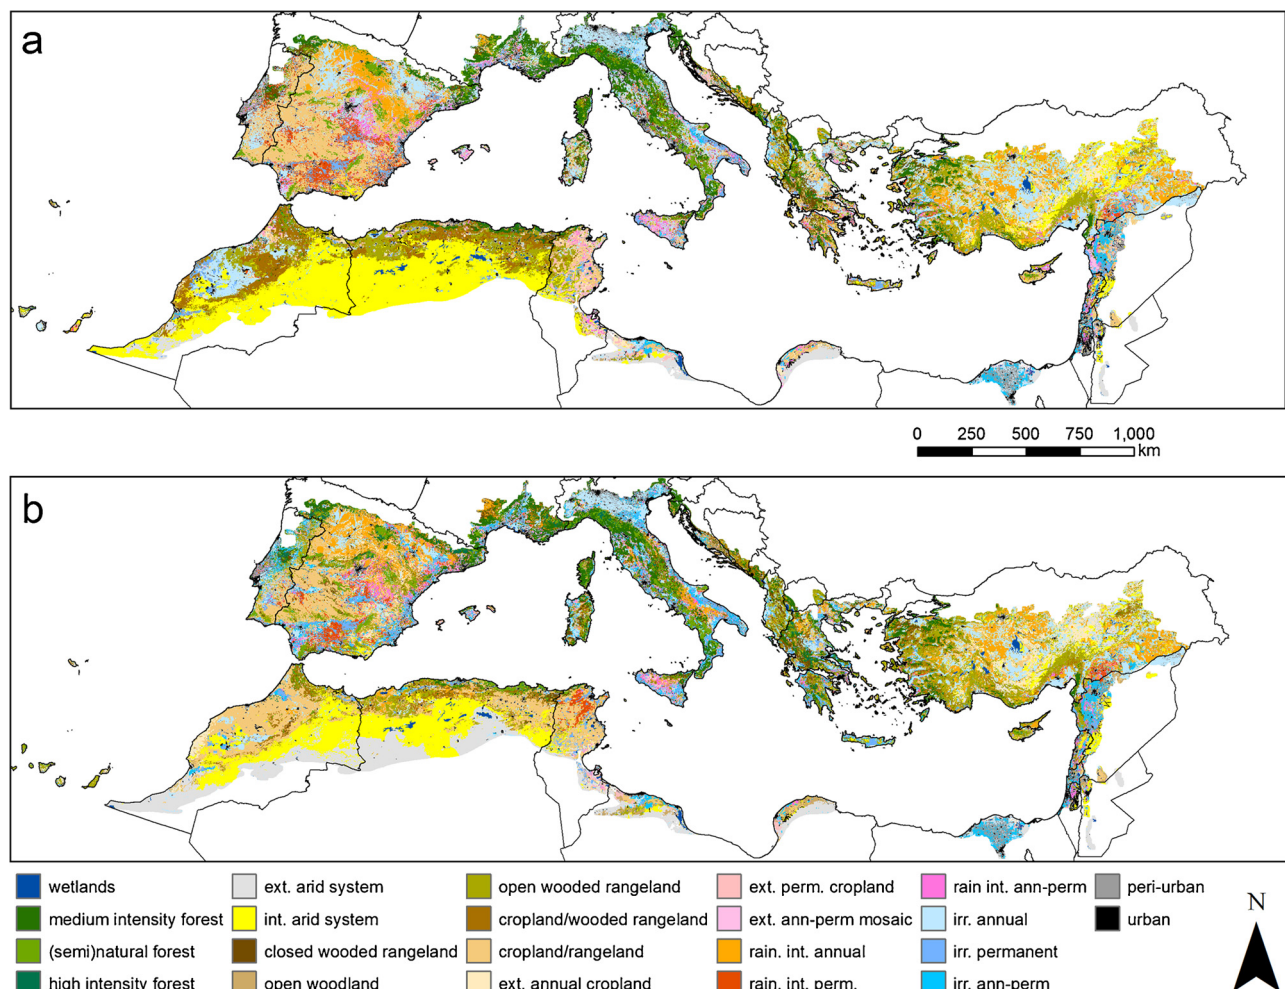 a
0 250 500 750 1,000
km
b
wetlands ext. arid system open wooded rangeland ext. perm. cropland rain int. ann-perm peri-urban
medium intensity forest int. arid system cropland/wooded rangeland ext. ann-perm mosaic irr. annual urban
(semi)natural forest closed wooded rangeland cropland/rangeland rain. int. annual irr. permanent
high intensity forest open woodland ext. annual cropland rain. int. perm. irr. ann-perm
N